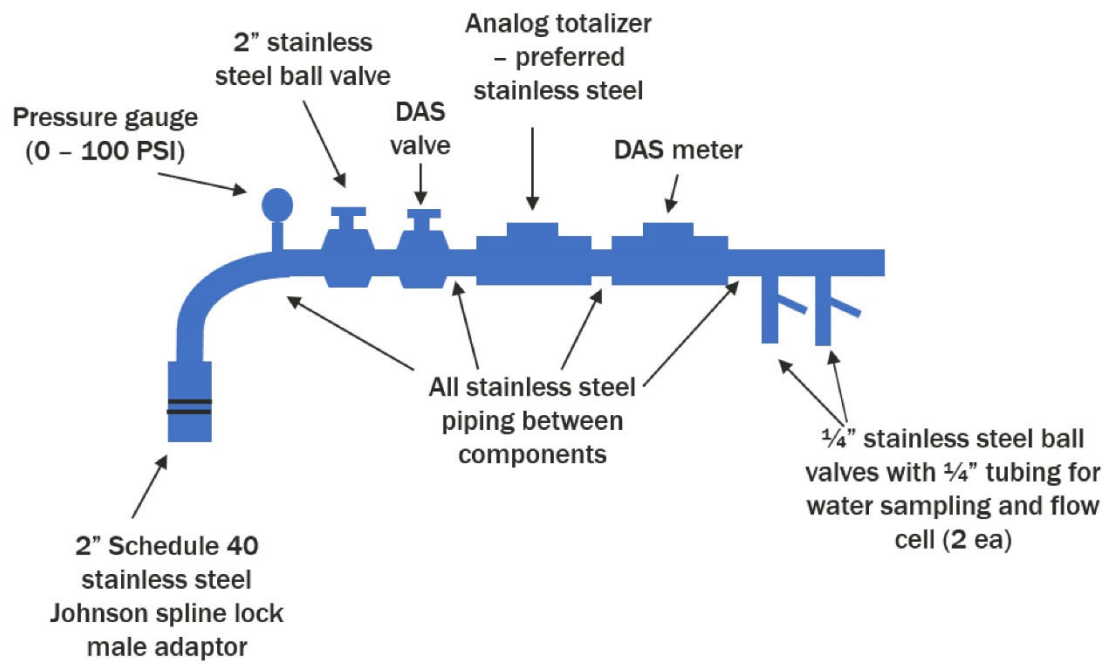 Analog totalizer
– preferred
stainless steel
2” stainless
steel ball valve
DAS
valve
Pressure gauge
(0 – 100 PSI)
DAS meter
All stainless steel
piping between
components
¼” stainless steel ball
valves with ¼” tubing for
water sampling and flow
cell (2 ea)
2” Schedule 40
stainless steel
Johnson spline lock
male adaptor